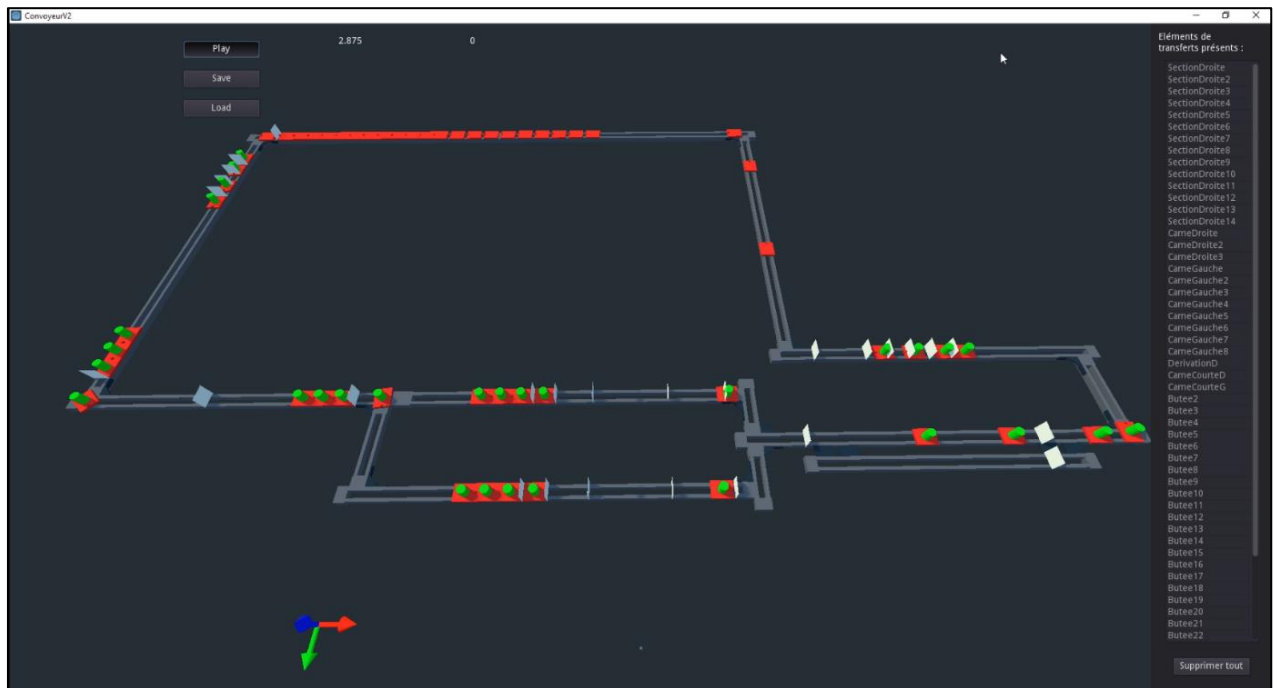 ConvoyeurV2
Play
2.875
0
Save
Load
Eléments de
transferts présents :
SectionDroite
SectionDroite2
SectionDroite3
SectionDroite4
SectionDroite5
SectionDroite6
SectionDroite7
SectionDroite8
SectionDroite9
SectionDroite10
SectionDroite11
SectionDroite12
SectionDroite13
SectionDroite14
CameDroite
CameDroite2
CameDroite3
CameGauche
CameGauche2
CameGauche3
CameGauche4
CameGauche5
CameGauche6
CameGauche7
CameGauche8
DerivationD
CameCourteD
CameCourteG
Butee2
Butee3
Butee4
Butee5
Butee6
Butee7
Butee8
Butee9
Butee10
Butee11
Butee12
Butee13
Butee14
Butee15
Butee16
Butee17
Butee18
Butee19
Butee20
Butee21
Butee22
Supprimer tout